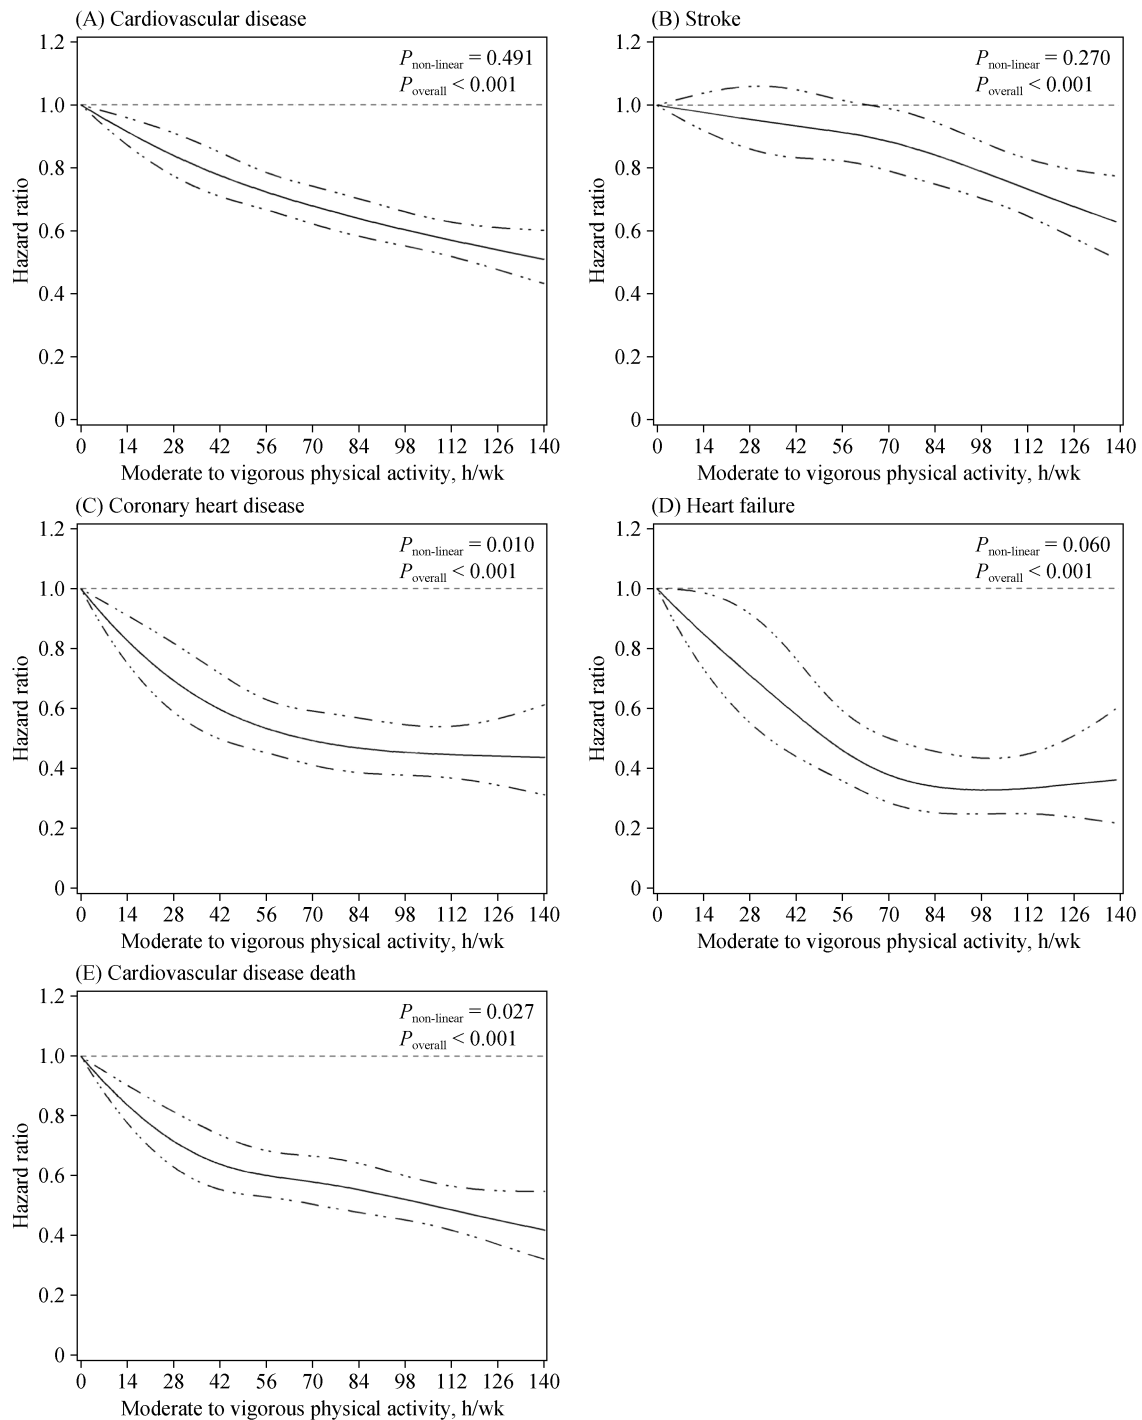 (A) Cardiovascular disease
1.2
1.0
0.8
0.6
0.4
0.2
0
Hazard ratio
Pnon-linear = 0.491
Poverall < 0.001
0 14 28 42 56 70 84 98 112 126 140
Moderate to vigorous physical activity, h/wk
(B) Stroke
1.2
1.0
0.8
0.6
0.4
0.2
0
Hazard ratio
Pnon-linear = 0.270
Poverall < 0.001
0 14 28 42 56 70 84 98 112 126 140
Moderate to vigorous physical activity, h/wk
(C) Coronary heart disease
1.2
1.0
0.8
0.6
0.4
0.2
0
Hazard ratio
Pnon-linear = 0.010
Poverall < 0.001
0 14 28 42 56 70 84 98 112 126 140
Moderate to vigorous physical activity, h/wk
(D) Heart failure
1.2
1.0
0.8
0.6
0.4
0.2
0
Hazard ratio
Pnon-linear = 0.060
Poverall < 0.001
0 14 28 42 56 70 84 98 112 126 140
Moderate to vigorous physical activity, h/wk
(E) Cardiovascular disease death
1.2
1.0
0.8
0.6
0.4
0.2
0
Hazard ratio
Pnon-linear = 0.027
Poverall < 0.001
0 14 28 42 56 70 84 98 112 126 140
Moderate to vigorous physical activity, h/wk